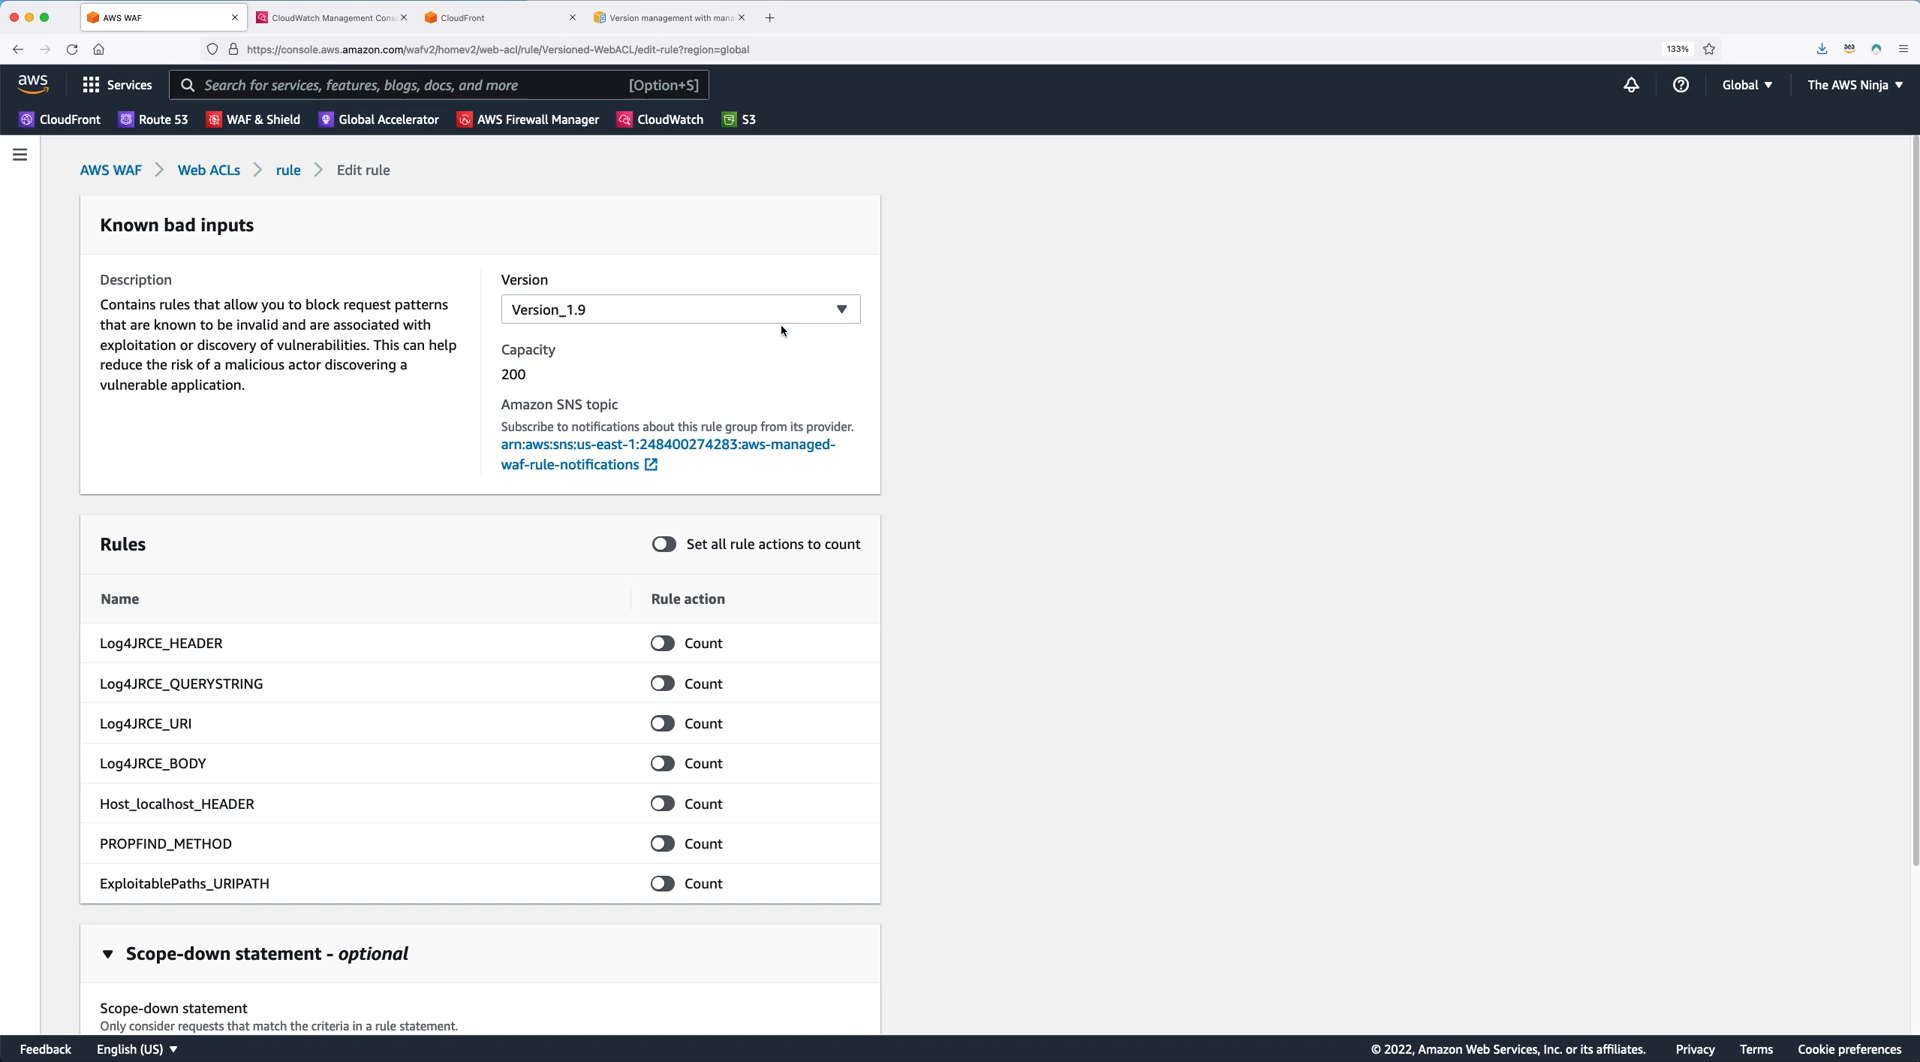 AWS WAF
CloudWatch Management Cons
CloudFront
Version management with mana
https://console.aws.amazon.com/wafv2/homev2/web-acl/rule/Versioned-WebACL/edit-rule?region=global
133%
aws
Services
Search for services, features, blogs, docs, and more
[Option+S]
Global
The AWS Ninja
CloudFront
Route 53
WAF & Shield
Global Accelerator
AWS Firewall Manager
CloudWatch
S3
AWS WAF
Web ACLs
rule
Edit rule
Known bad inputs
Description
Contains rules that allow you to block request patterns
that are known to be invalid and are associated with
exploitation or discovery of vulnerabilities. This can help
reduce the risk of a malicious actor discovering a
vulnerable application.
Version
Version_1.9
Capacity
200
Amazon SNS topic
Subscribe to notifications about this rule group from its provider.
arn:aws:sns:us-east-1:248400274283:aws-managed-
waf-rule-notifications
Rules
Set all rule actions to count
Name
Rule action
Log4JRCE_HEADER
Count
Log4JRCE_QUERYSTRING
Count
Log4JRCE_URI
Count
Log4JRCE_BODY
Count
Host_localhost_HEADER
Count
PROPFIND_METHOD
Count
ExploitablePaths_URIPATH
Count
Scope-down statement - optional
Scope-down statement
Only consider requests that match the criteria in a rule statement.
Feedback
English (US)
© 2022, Amazon Web Services, Inc. or its affiliates.
Privacy
Terms
Cookie preferences